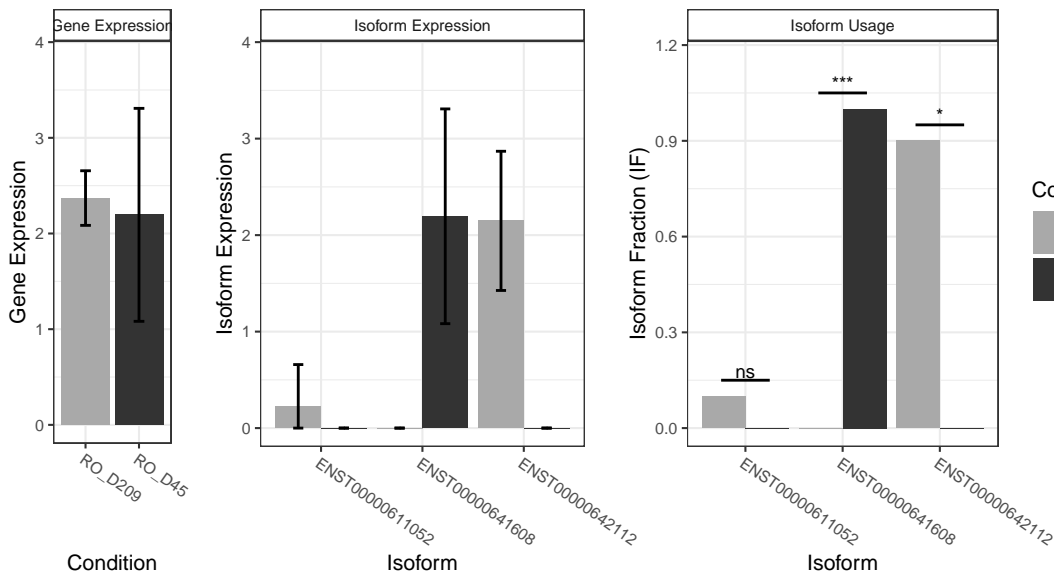 Gene Expression
Isoform Expression
Isoform Usage
Gene Expression
4
3
2
1
0
RO_D209
RO_D45
Condition
Isoform Expression
4
3
2
1
0
ENST00000611052
ENST00000641608
ENST00000642112
Isoform
Isoform Fraction (IF)
1.2
0.9
0.6
0.3
0.0
ns
***
*
ENST00000611052
ENST00000641608
ENST00000642112
Isoform
Co